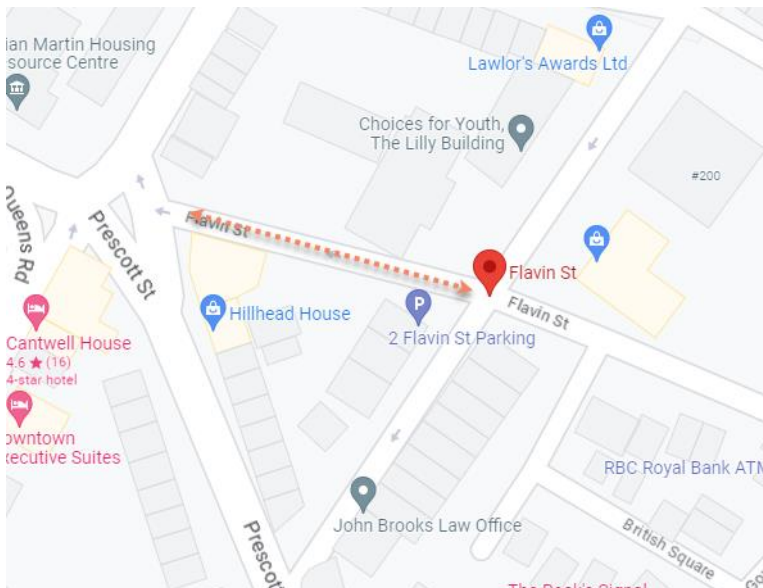 ian Martin Housing
source Centre
Lawlor's Awards Ltd
Choices for Youth,
The Lilly Building
#200
Queens Rd
Flavin St
Prescott St
Flavin St
Flavin St
Hillhead House
P
2 Flavin St Parking
Cantwell House
4.6 ★ (16)
4-star hotel
owntown
xecutive Suites
RBC Royal Bank ATM
John Brooks Law Office
British Square
Prescott
Go